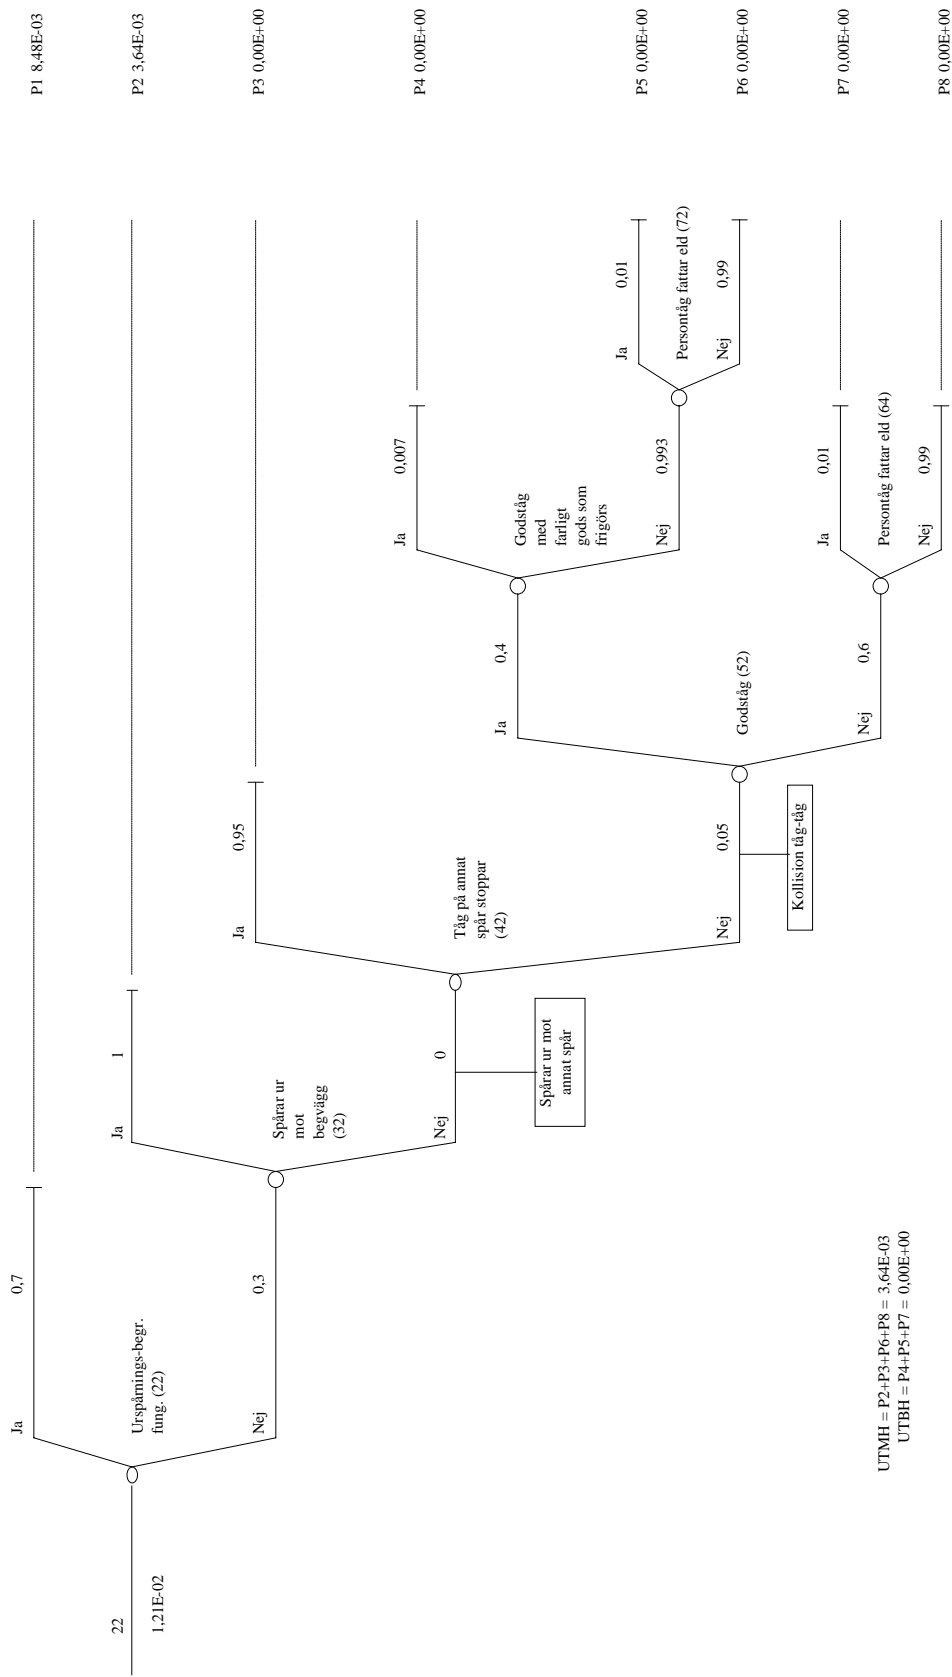 22
1,21E-02
Urspårnings-begr.
fung. (22)
Ja
0,7
Nej
0,3
Spårar ur
mot
begvägg
(32)
Ja
1
Nej
0
Spårar ur mot
annat spår
Tåg på annat
spår stoppar
(42)
Ja
0,95
Nej
0,05
Kollision tåg-tåg
Godståg (52)
Ja
0,4
Nej
0,6
Godståg
med
farligt
gods som
frigörs
Ja
0,007
Nej
0,993
Persontåg fattar eld (64)
Ja
0,01
Nej
0,99
Persontåg fattar eld (72)
Ja
0,01
Nej
0,99
P1 8,48E-03
P2 3,64E-03
P3 0,00E+00
P4 0,00E+00
P5 0,00E+00
P6 0,00E+00
P7 0,00E+00
P8 0,00E+00
UTMH = P2+P3+P6+P8 = 3,64E-03
UTBH = P4+P5+P7 = 0,00E+00